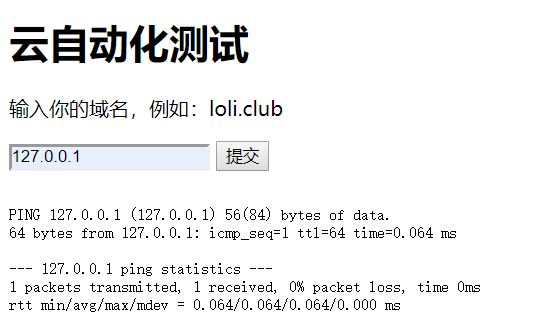 云自动化测试
输入你的域名，例如：loli.club
127.0.0.1 提交
PING 127.0.0.1 (127.0.0.1) 56(84) bytes of data.
64 bytes from 127.0.0.1: icmp_seq=1 ttl=64 time=0.064 ms
--- 127.0.0.1 ping statistics ---
1 packets transmitted, 1 received, 0% packet loss, time 0ms
rtt min/avg/max/mdev = 0.064/0.064/0.064/0.000 ms